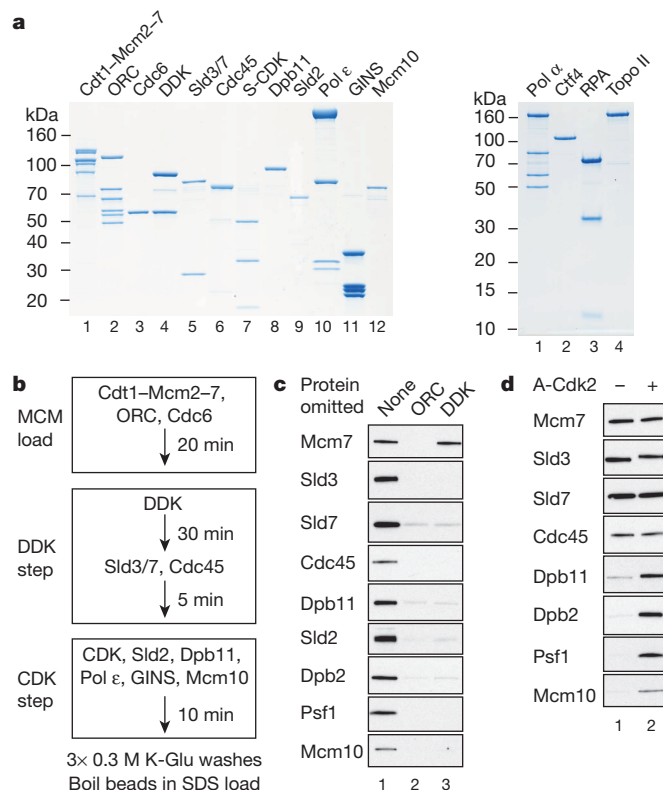 a
Cdt1–Mcm2–7
ORC
Cdc6
DDK
Sld3/7
Cdc45
S-CDK
Dpb11
Sld2
Pol ε
GINS
Mcm10
kDa
160
100
70
50
40
30
20
1 2 3 4 5 6 7 8 9 10 11 12
Pol α
Ctf4
RPA
Topo II
kDa
160
100
70
50
30
20
15
10
1 2 3 4
b
MCM load
Cdt1–Mcm2–7,
ORC, Cdc6
20 min
DDK step
DDK
30 min
Sld3/7, Cdc45
5 min
CDK step
CDK, Sld2, Dpb11,
Pol ε, GINS, Mcm10
10 min
3× 0.3 M K-Glu washes
Boil beads in SDS load
c
Protein omitted
None
ORC
DDK
Mcm7
Sld3
Sld7
Cdc45
Dpb11
Sld2
Dpb2
Psf1
Mcm10
1 2 3
d
A-Cdk2 – +
Mcm7
Sld3
Sld7
Cdc45
Dpb11
Dpb2
Psf1
Mcm10
1 2